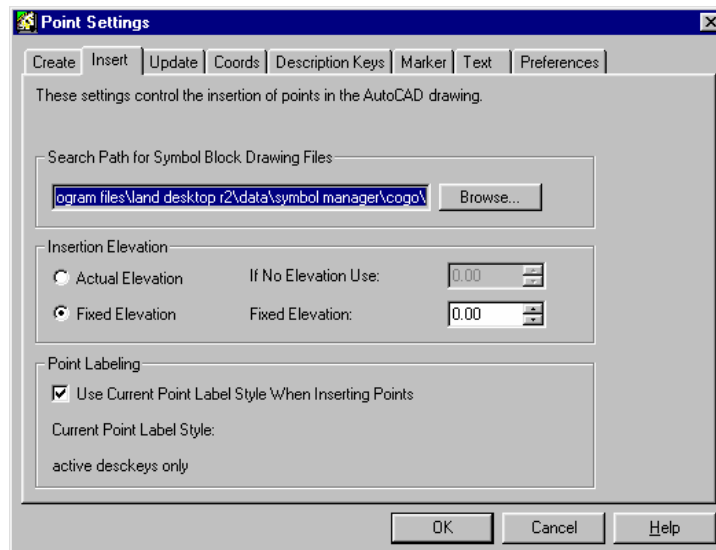 Point Settings
Create Insert Update Coords Description Keys Marker Text Preferences
These settings control the insertion of points in the AutoCAD drawing.
Search Path for Symbol Block Drawing Files
ogram files\land desktop r2\data\symbol manager\cogo\ Browse...
Insertion Elevation
Actual Elevation If No Elevation Use: 0.00
Fixed Elevation Fixed Elevation: 0.00
Point Labeling
Use Current Point Label Style When Inserting Points
Current Point Label Style:
active desckeys only
OK Cancel Help